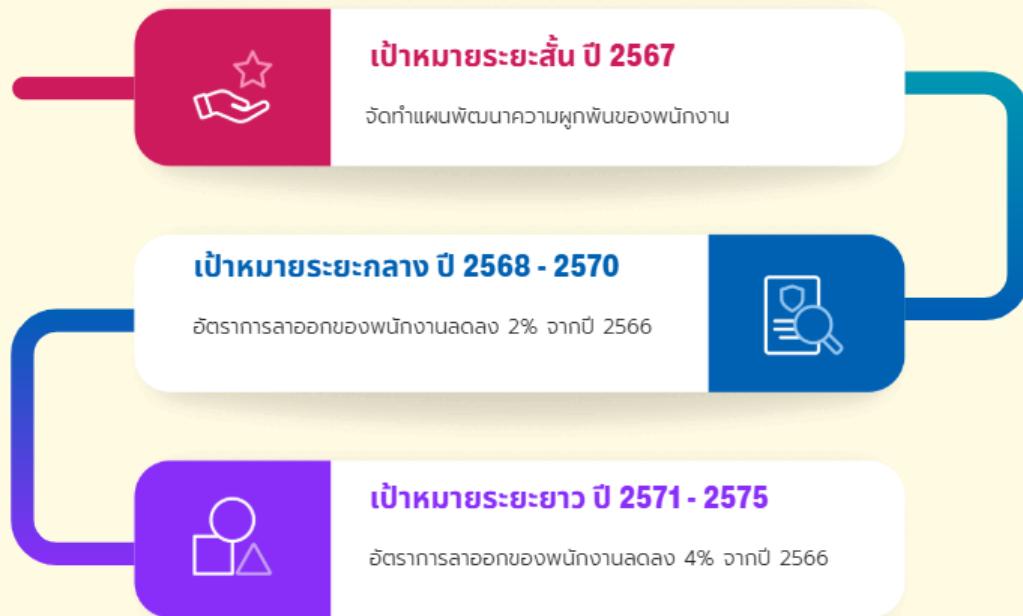 เป้าหมายระยะสั้น ปี 2567
จัดทำแผนพัฒนาความผูกพันของพนักงาน
เป้าหมายระยะกลาง ปี 2568 - 2570
อัตราการลาออกของพนักงานลดลง 2% จากปี 2566
เป้าหมายระยะยาว ปี 2571 - 2575
อัตราการลาออกของพนักงานลดลง 4% จากปี 2566